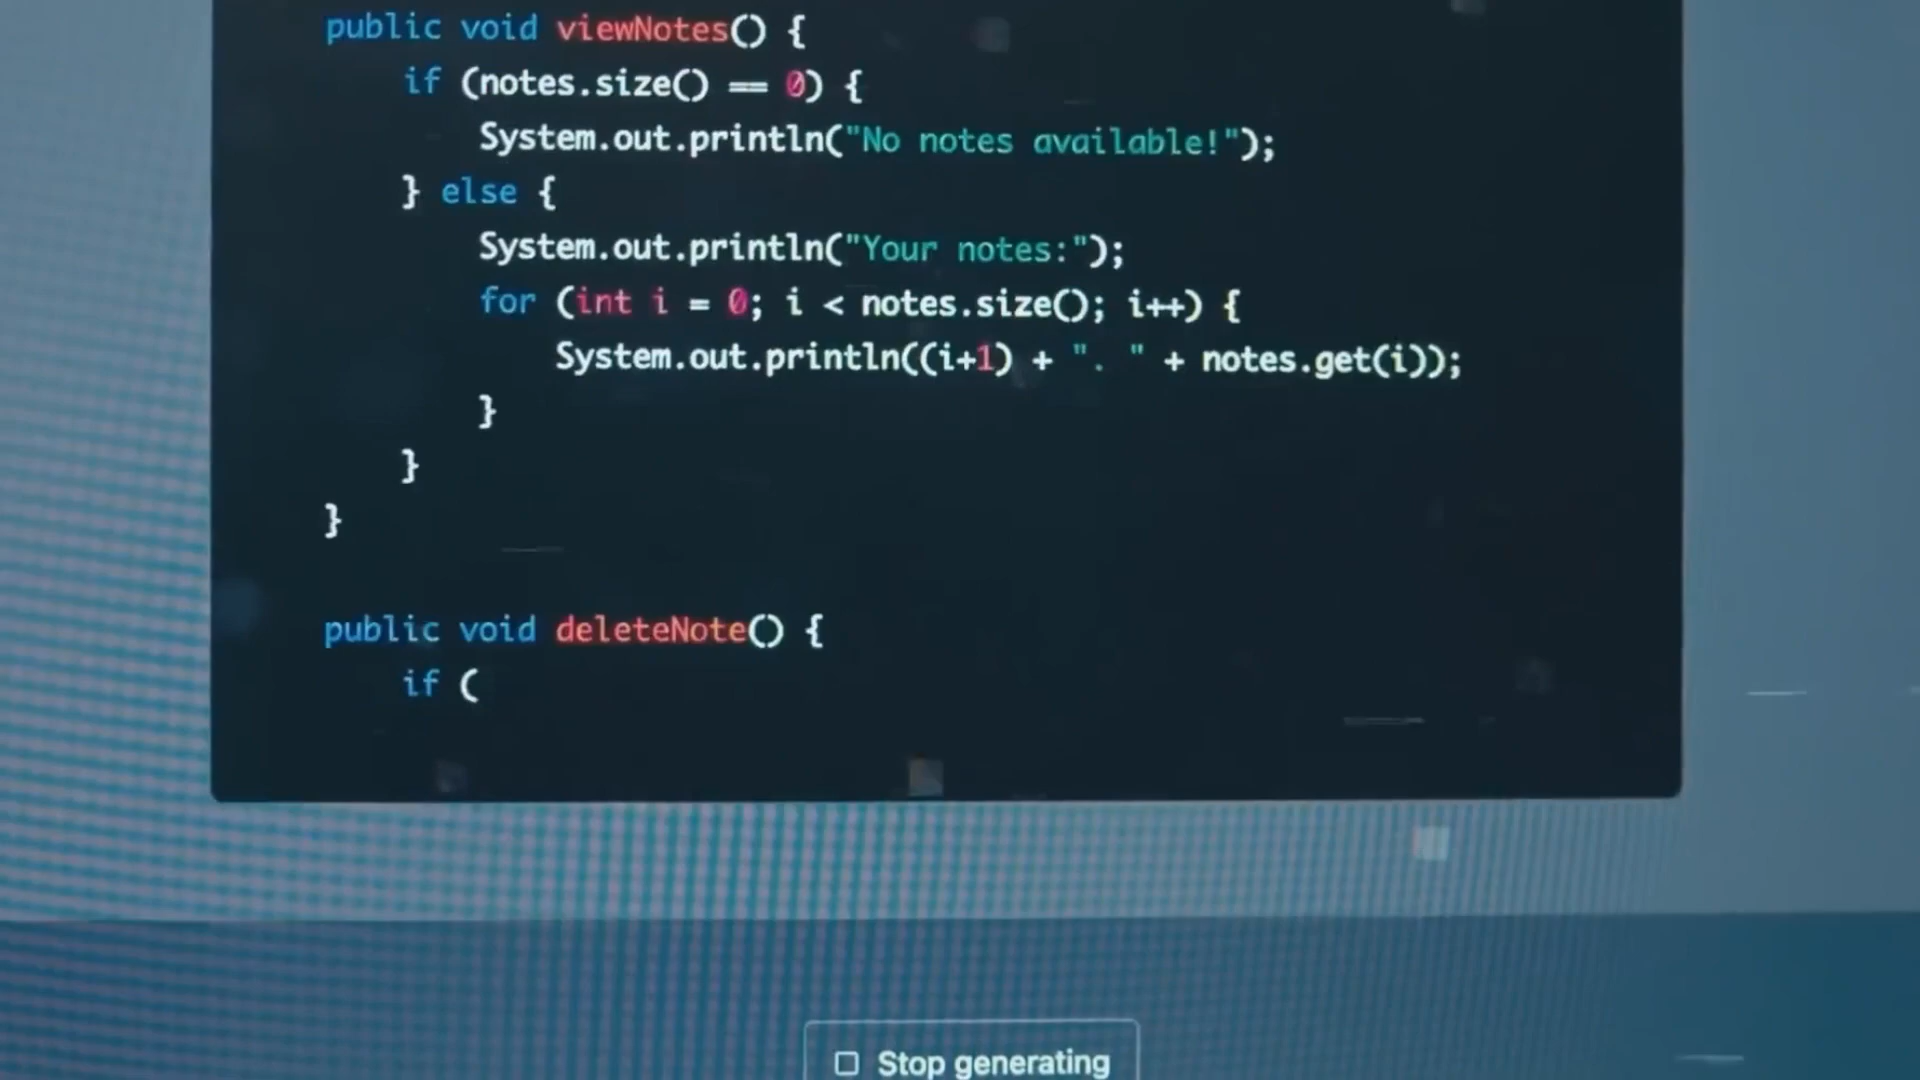 public void viewNotes() {
if (notes.size() == 0) {
System.out.println("No notes available!");
} else {
System.out.println("Your notes:");
for (int i = 0; i < notes.size(); i++) {
System.out.println((i+1) + ". " + notes.get(i));
}
}
}
public void deleteNote() {
if (
Stop generating